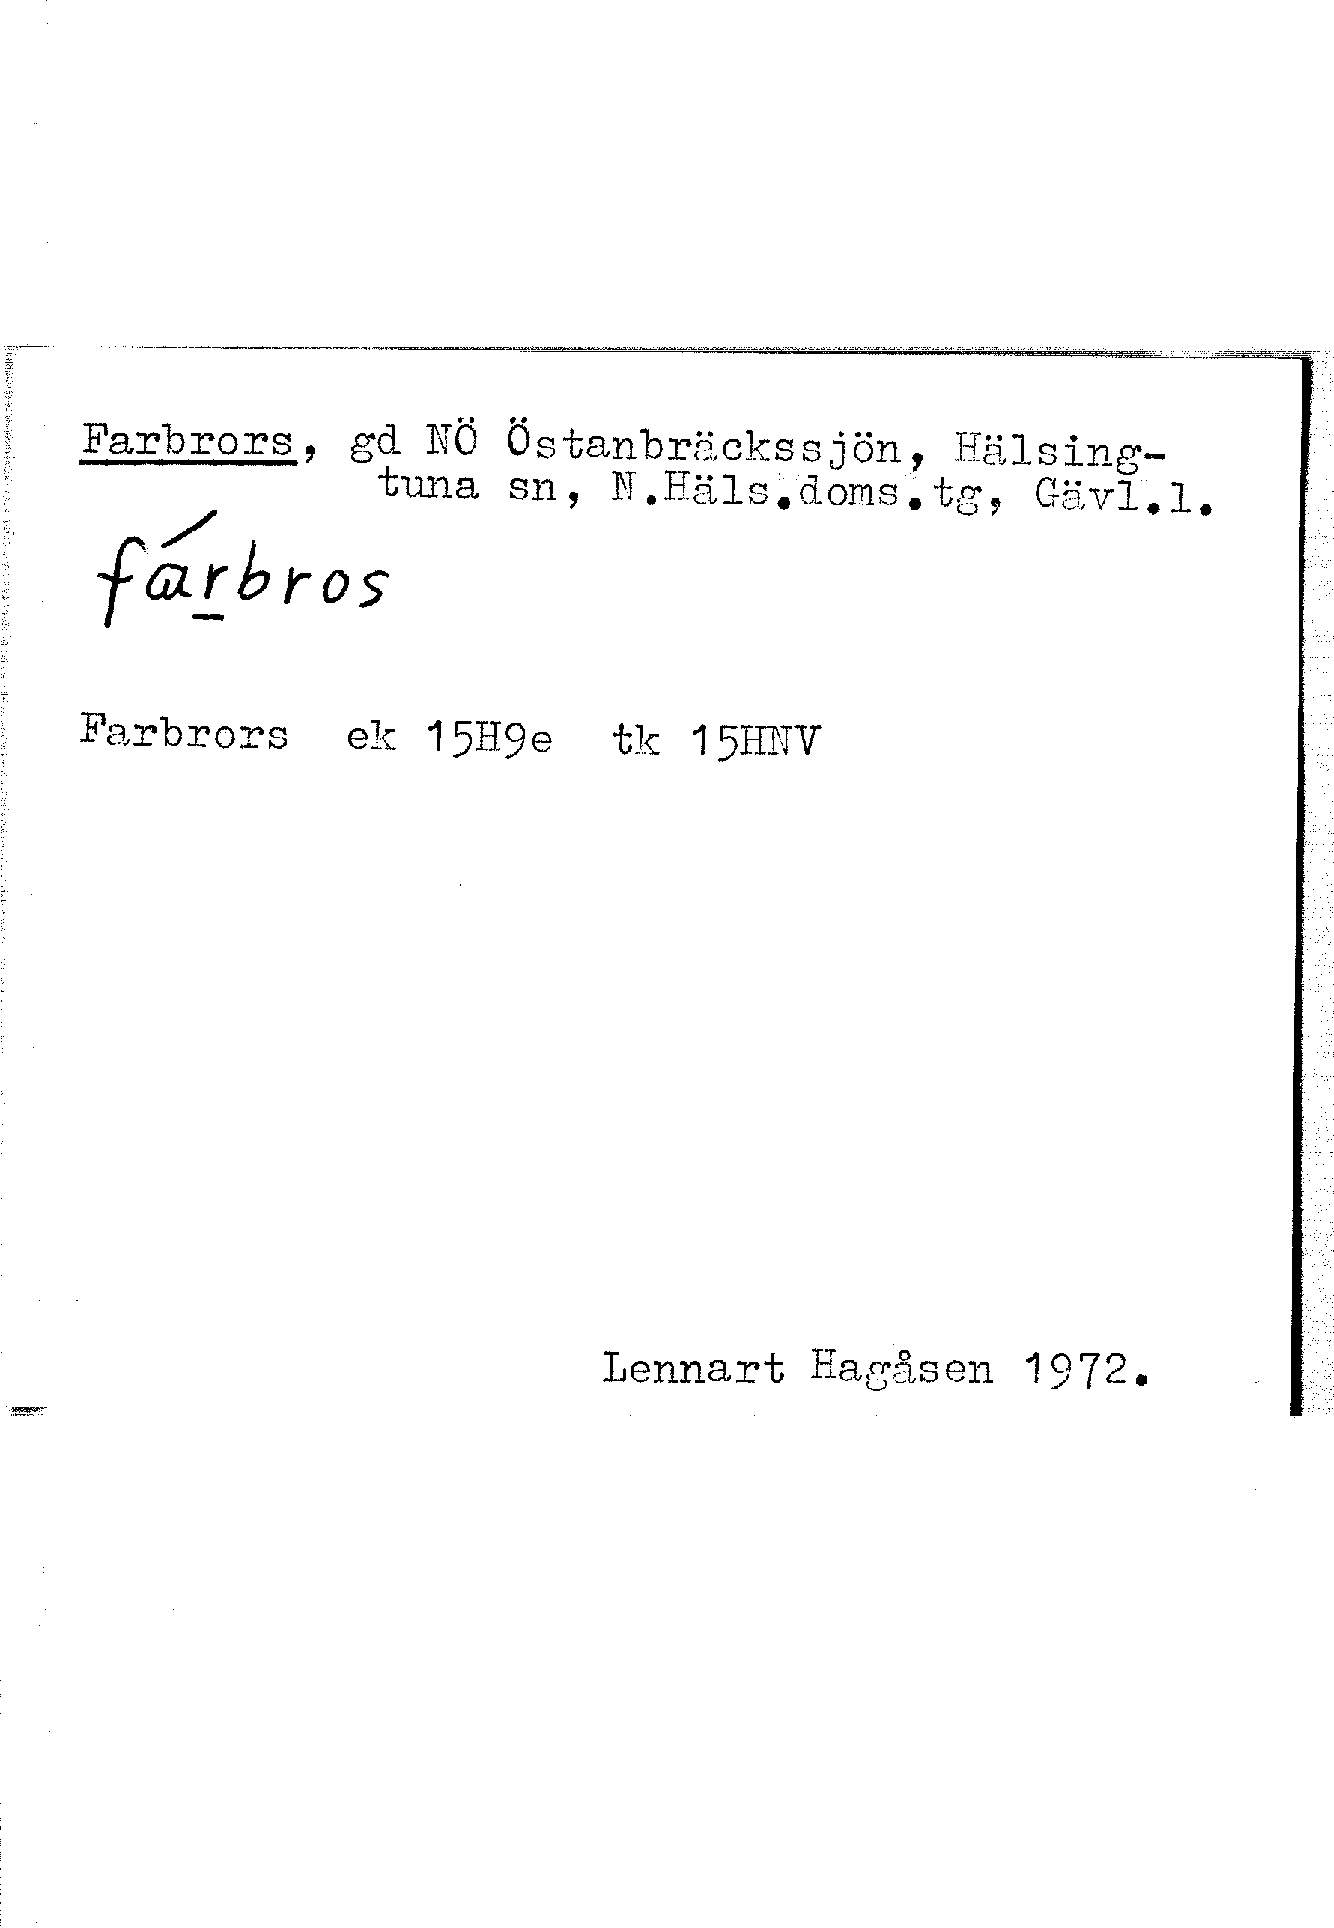 Farbrors, gd NÖ Östanbräckssjön, Hälsing-
tuna sn, N.Häls.doms.tg, Gävl.l.
fárbros
Farbrors ek 15H9e tk 15HNV
Lennart Hagåsen 1972.